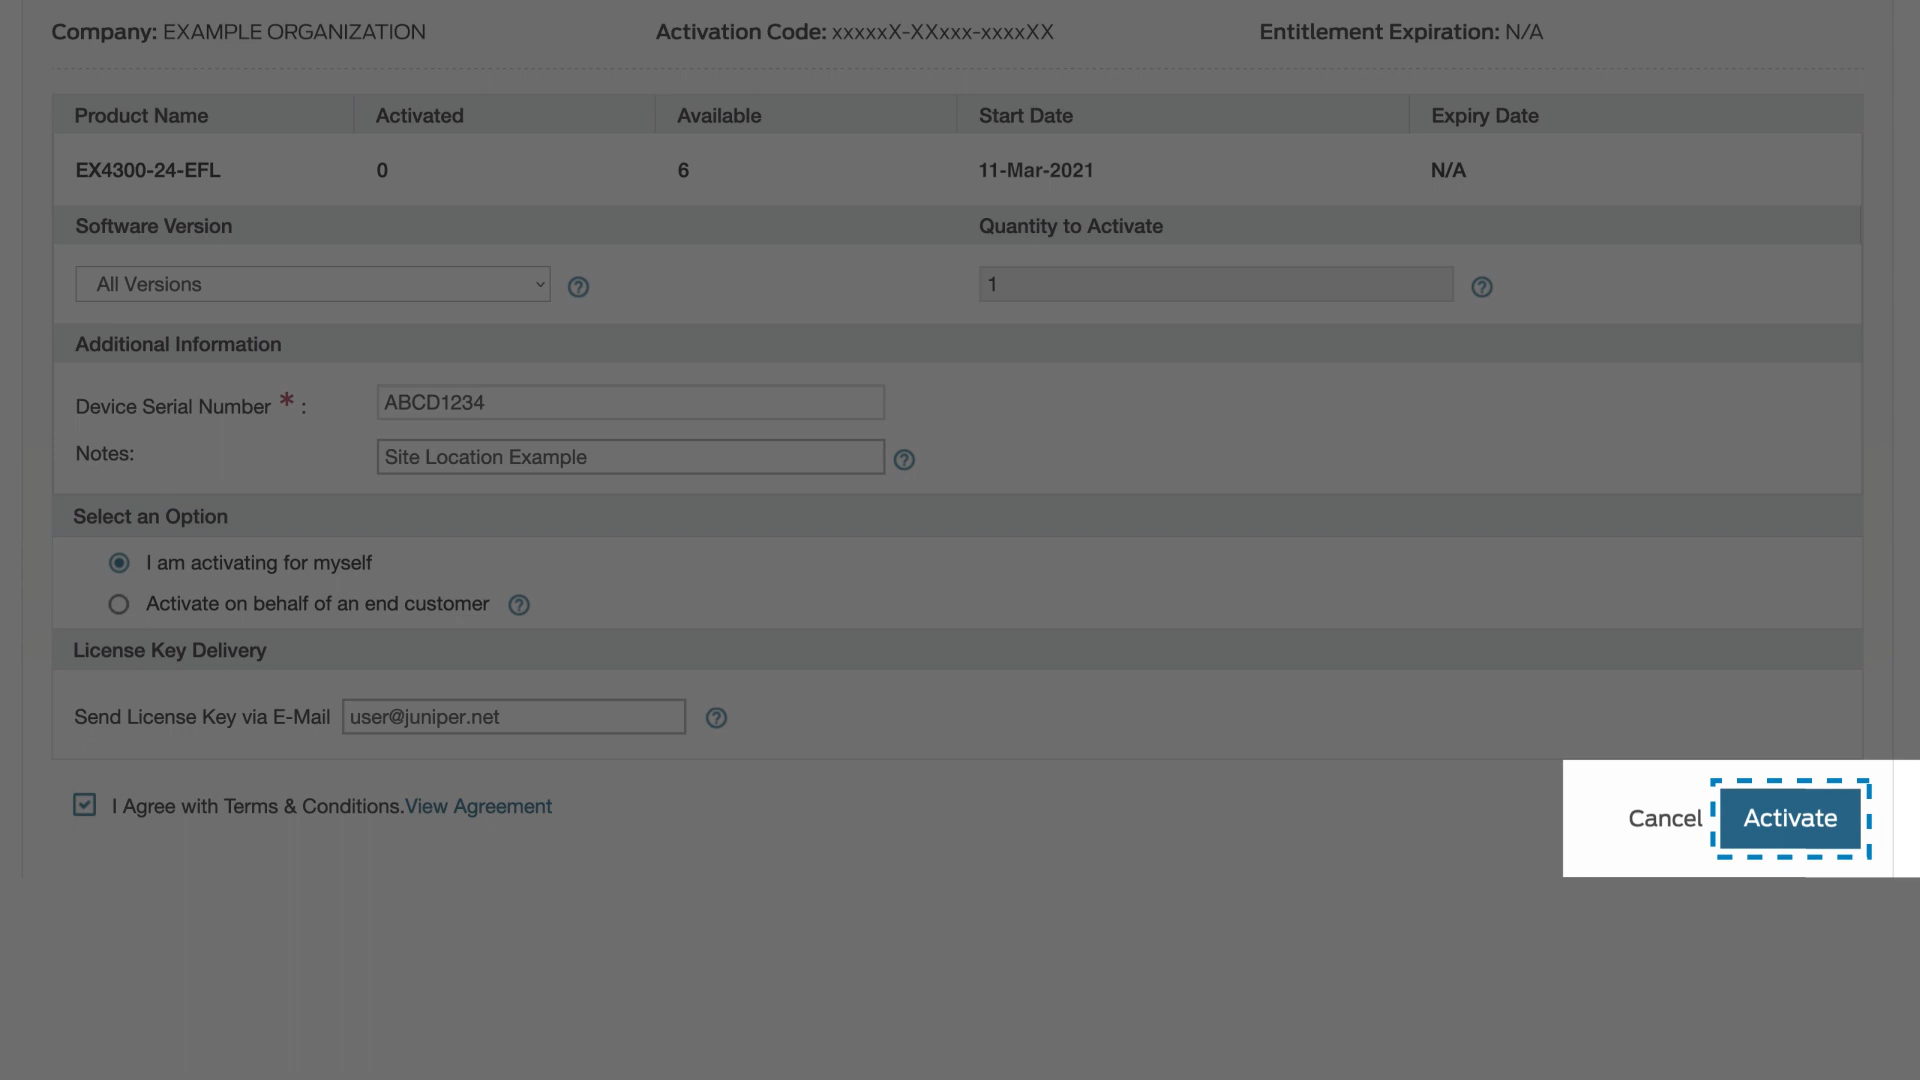 Company: EXAMPLE ORGANIZATION Activation Code: xxxxxX-XXxxx-xxxxXX Entitlement Expiration: N/A
Product Name Activated Available Start Date Expiry Date
EX4300-24-EFL 0 6 11-Mar-2021 N/A
Software Version Quantity to Activate
All Versions ? 1 ?
Additional Information
Device Serial Number * : ABCD1234
Notes: Site Location Example ?
Select an Option
I am activating for myself
Activate on behalf of an end customer ?
License Key Delivery
Send License Key via E-Mail user@juniper.net ?
I Agree with Terms & Conditions.View Agreement
Cancel Activate